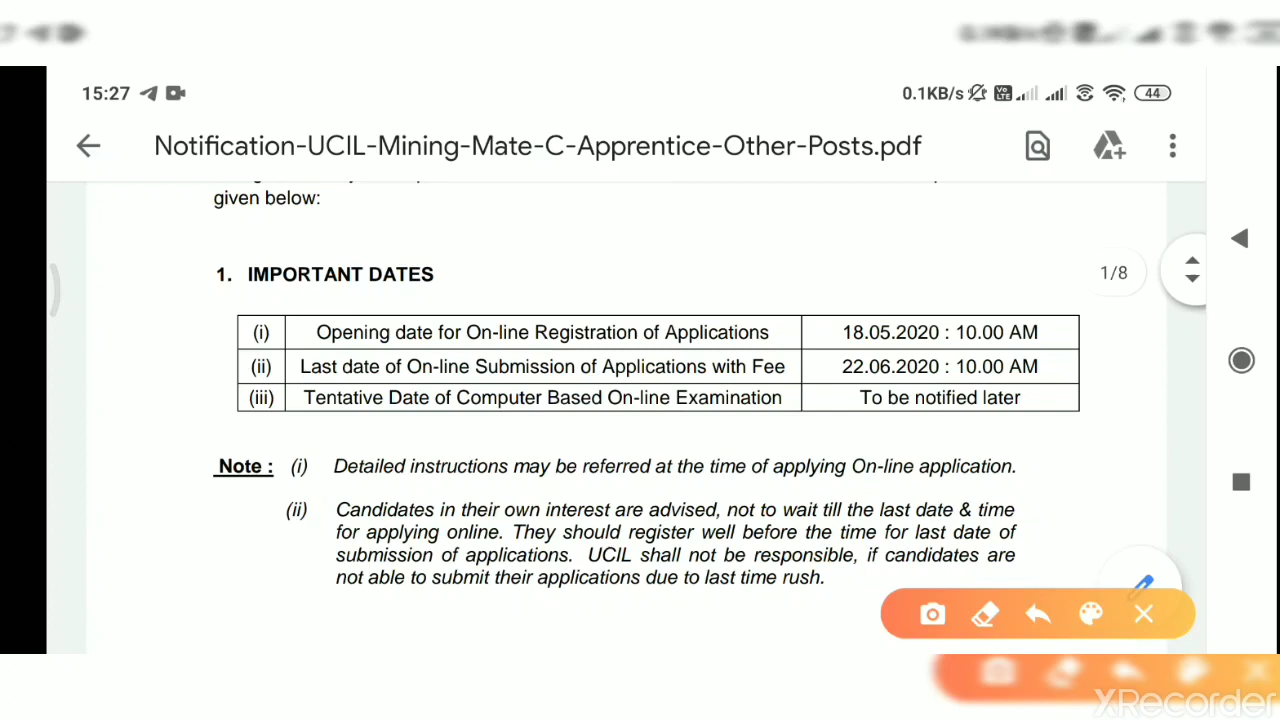 15:27
0.1KB/s Vo LTE 44
Notification-UCIL-Mining-Mate-C-Apprentice-Other-Posts.pdf
given below:
1. IMPORTANT DATES
1/8
(i) Opening date for On-line Registration of Applications 18.05.2020 : 10.00 AM
(ii) Last date of On-line Submission of Applications with Fee 22.06.2020 : 10.00 AM
(iii) Tentative Date of Computer Based On-line Examination To be notified later
Note : (i) Detailed instructions may be referred at the time of applying On-line application.
(ii) Candidates in their own interest are advised, not to wait till the last date & time
for applying online. They should register well before the time for last date of
submission of applications. UCIL shall not be responsible, if candidates are
not able to submit their applications due to last time rush.
XRecorder